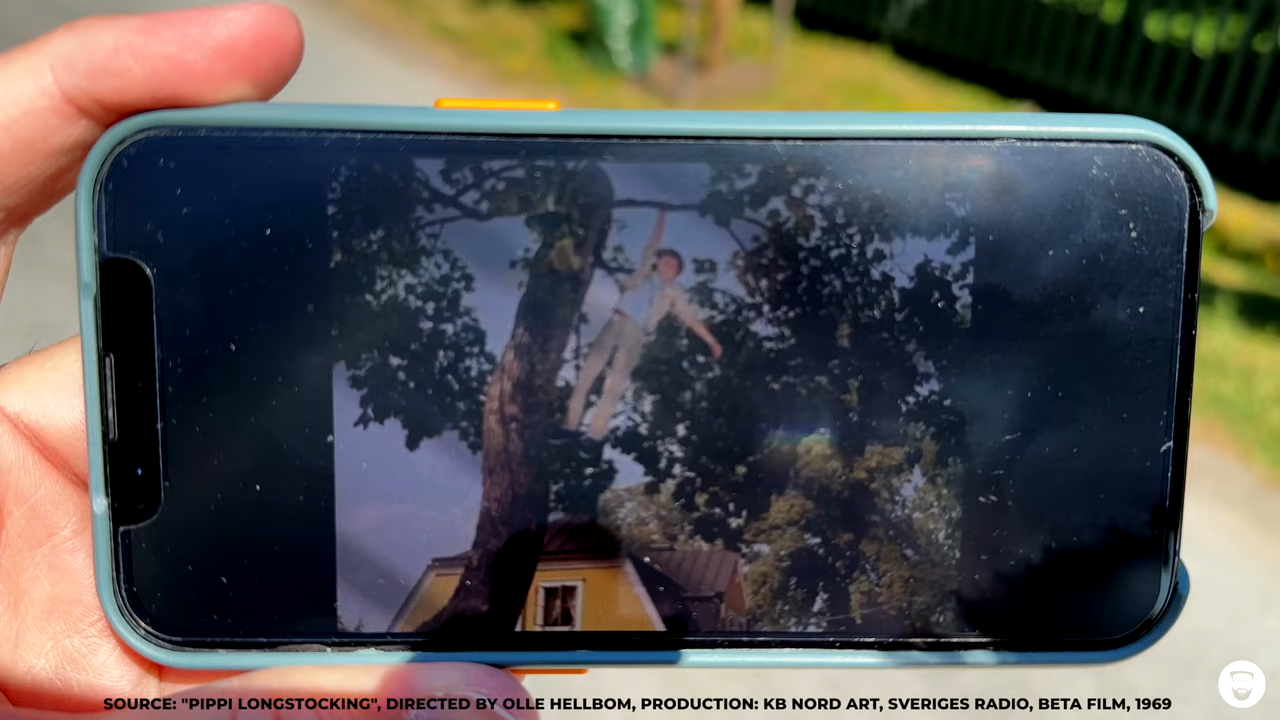 SOURCE: "PIPPI LONGSTOCKING", DIRECTED BY OLLE HELLBOM, PRODUCTION: KB NORD ART, SVERIGES RADIO, BETA FILM, 1969